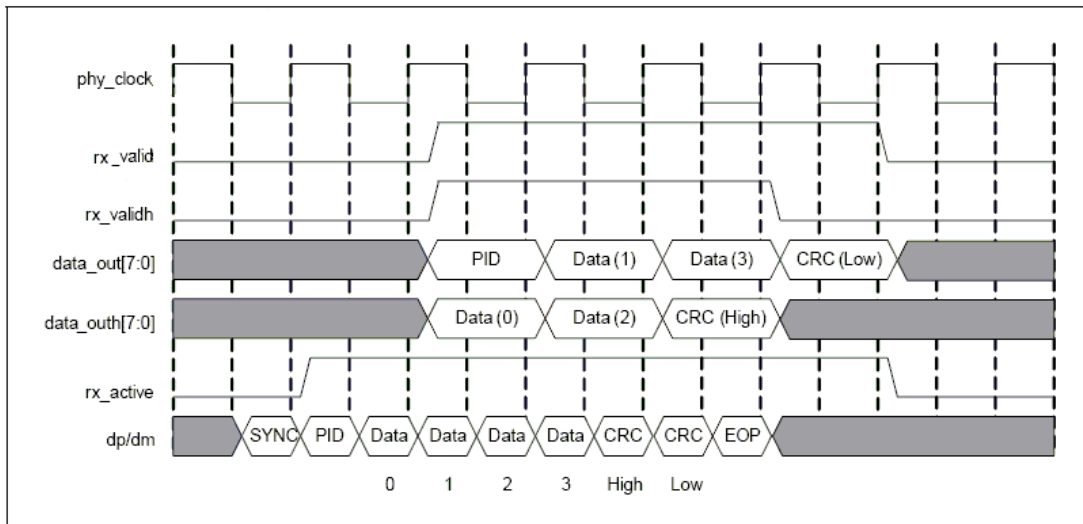 phy_clock
rx_valid
rx_validh
data_out[7:0] PID Data (1) Data (3) CRC (Low)
data_outh[7:0] Data (0) Data (2) CRC (High)
rx_active
dp/dm SYNC PID Data Data Data Data CRC CRC EOP
0 1 2 3 High Low